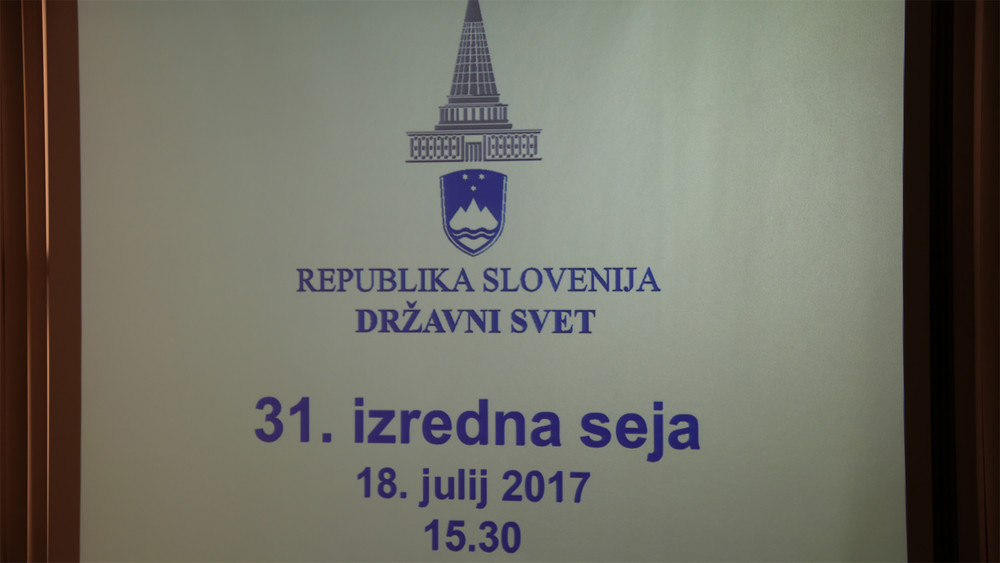 REPUBLIKA SLOVENIJA
DRŽAVNI SVET
31. izredna seja
18. julij 2017
15.30